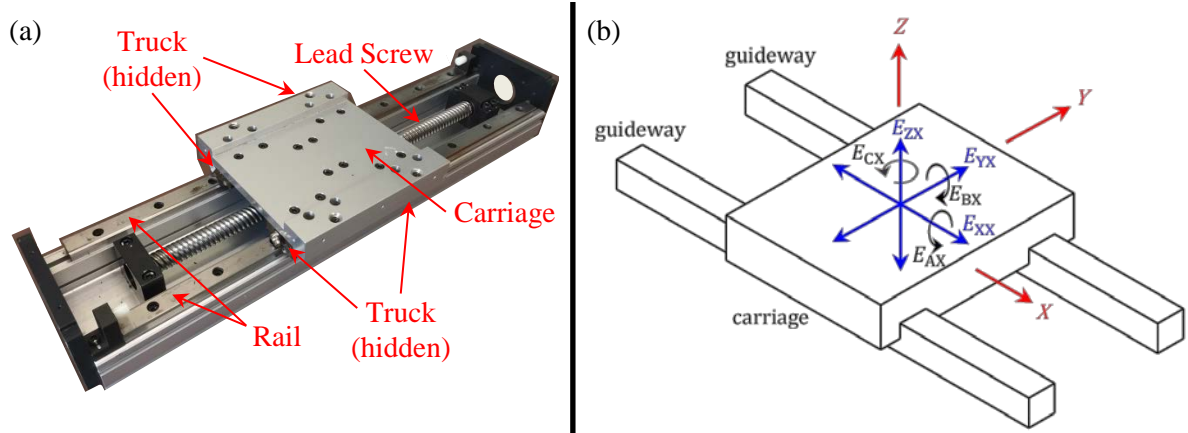 (a)
Truck
(hidden)
Lead Screw
Carriage
Rail
Truck
(hidden)
(b)
guideway
guideway
Z
Y
E_ZX
E_CX
E_YX
E_BX
E_XX
E_AX
X
carriage